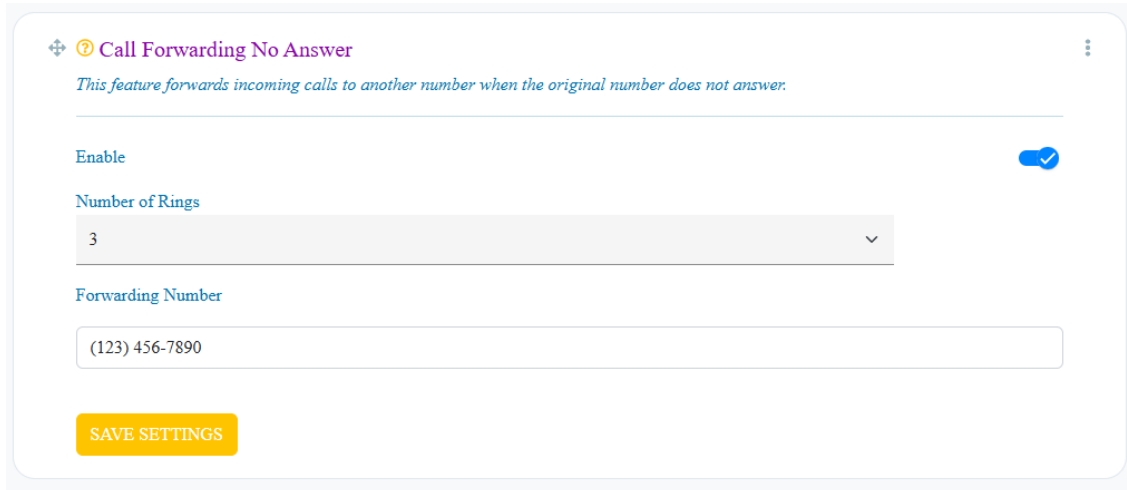 Call Forwarding No Answer
This feature forwards incoming calls to another number when the original number does not answer.
Enable
Number of Rings
3
Forwarding Number
(123) 456-7890
SAVE SETTINGS